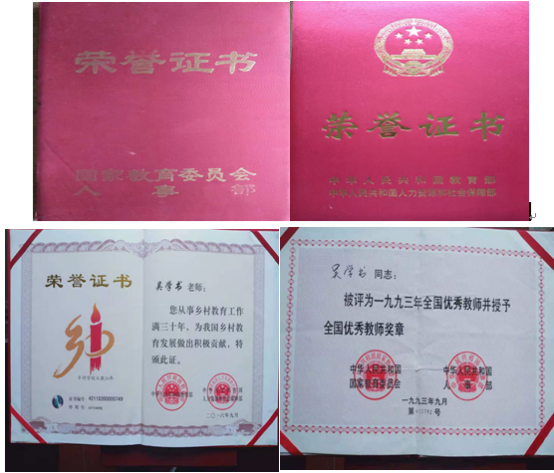 荣誉证书
国家教育委员会
人事部
荣誉证书
中华人民共和国教育部
中华人民共和国人力资源和社会保障部
荣誉证书
证书编号:
吴学书 老师:
您从事乡村教育工作
满三十年,为我国乡村教
育发展做出积极贡献,特
颁此证。
二〇一六年九月
吴学书 同志:
被评为一九九三年全国优秀教师并授予
全国优秀教师奖章
中华人民共和国
国家教育委员会
中华人民共和国
人事部
一九九三年九月
第 号